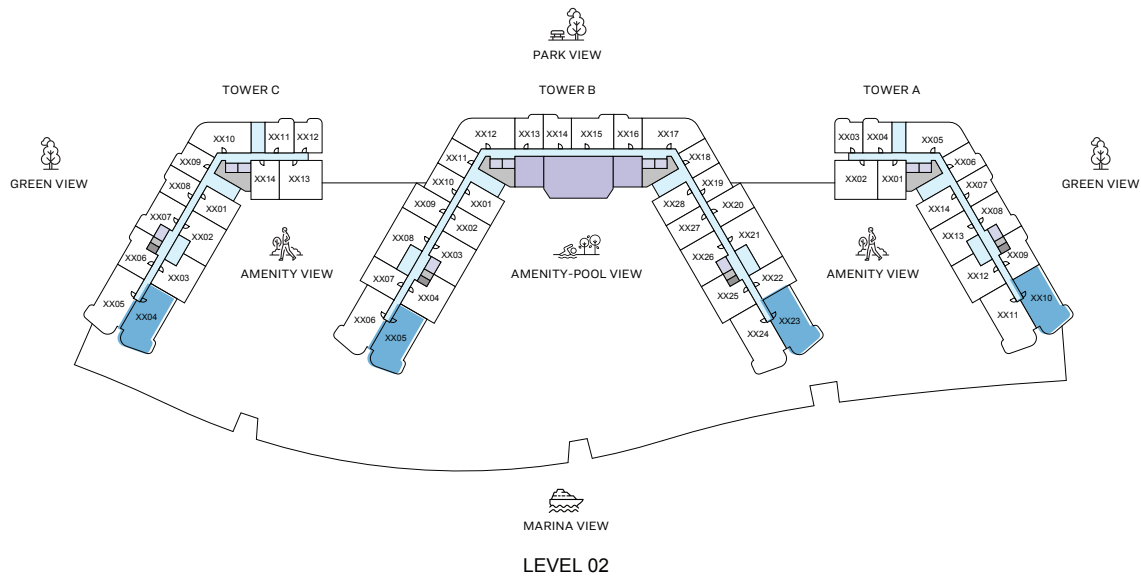 PARK VIEW
TOWER C
TOWER B
TOWER A
GREEN VIEW
GREEN VIEW
XX10
XX11
XX12
XX09
XX08
XX07
XX06
XX05
XX04
XX03
XX02
XX01
XX14
XX13
AMENITY VIEW
XX12
XX13
XX14
XX15
XX16
XX17
XX11
XX10
XX09
XX08
XX07
XX06
XX05
XX04
XX03
XX02
XX01
XX18
XX19
XX20
XX21
XX22
XX23
XX24
XX25
XX26
XX27
XX28
AMENITY-POOL VIEW
AMENITY VIEW
XX03
XX04
XX05
XX02
XX01
XX06
XX07
XX08
XX09
XX10
XX11
XX12
XX13
XX14
MARINA VIEW
LEVEL 02